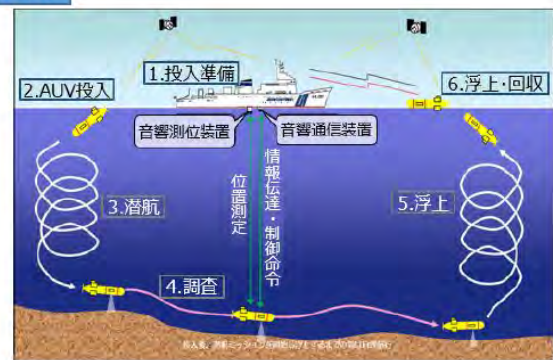 1.投入準備
2.AUV投入
6.浮上・回収
音響測位装置
音響通信装置
3.潜航
位置測定
情報伝達・制御命令
5.浮上
4.調査